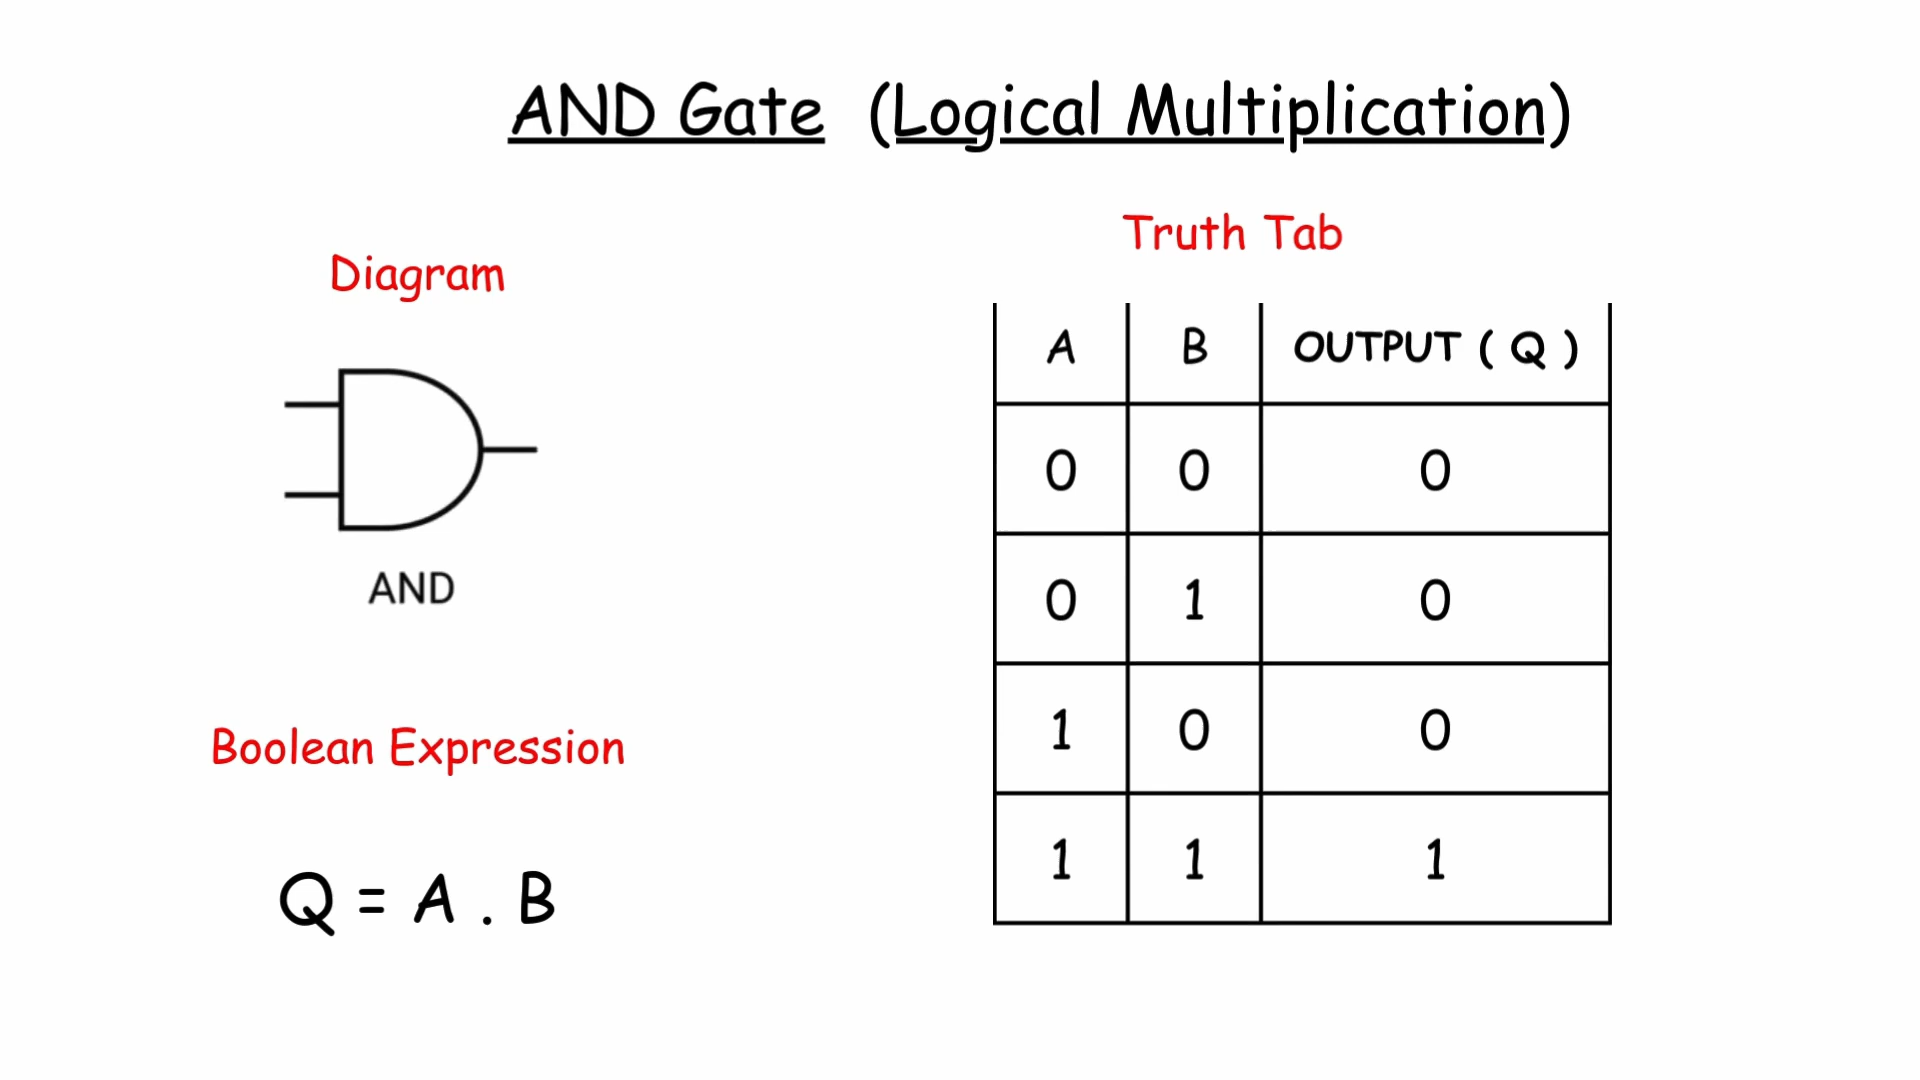 AND Gate (Logical Multiplication)
Diagram
AND
Boolean Expression
Q = A . B
Truth Tab
A B OUTPUT ( Q )
0 0 0
0 1 0
1 0 0
1 1 1